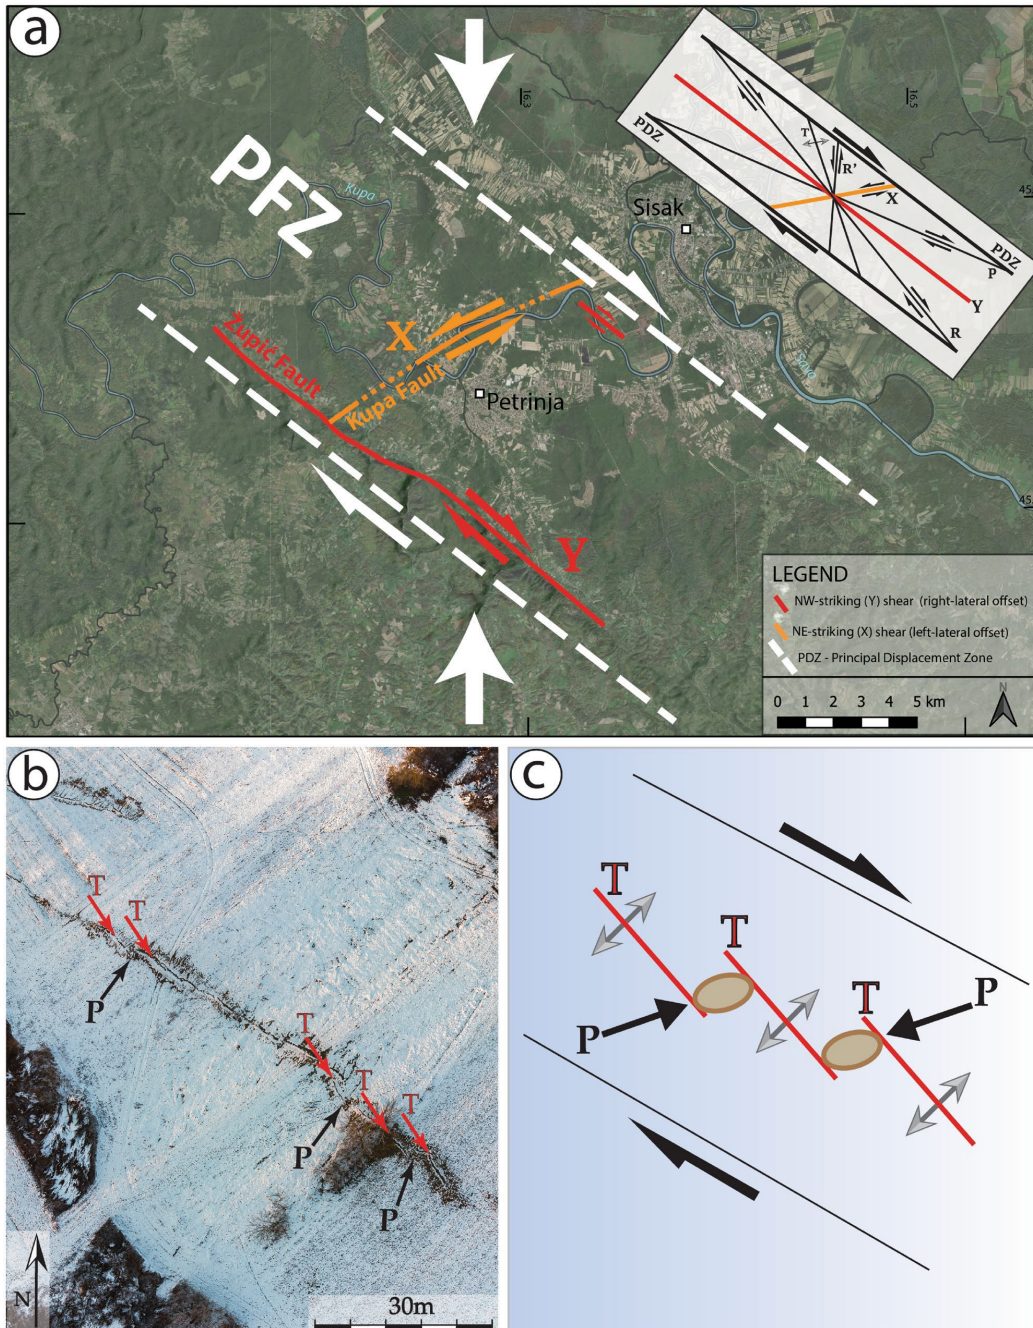 a
PFZ
Kupa
Sisak
16.3
16.5
45.
PDZ
T
R'
X
PDZ
P
Y
R
Župić Fault
X
Kupa Fault
Petrinja
Sava
45.
Y
LEGEND
NW-striking (Y) shear (right-lateral offset)
NE-striking (X) shear (left-lateral offset)
PDZ - Principal Displacement Zone
0 1 2 3 4 5 km
N
b
T
T
P
T
T
T
P
P
N
30m
c
T
T
T
P
P